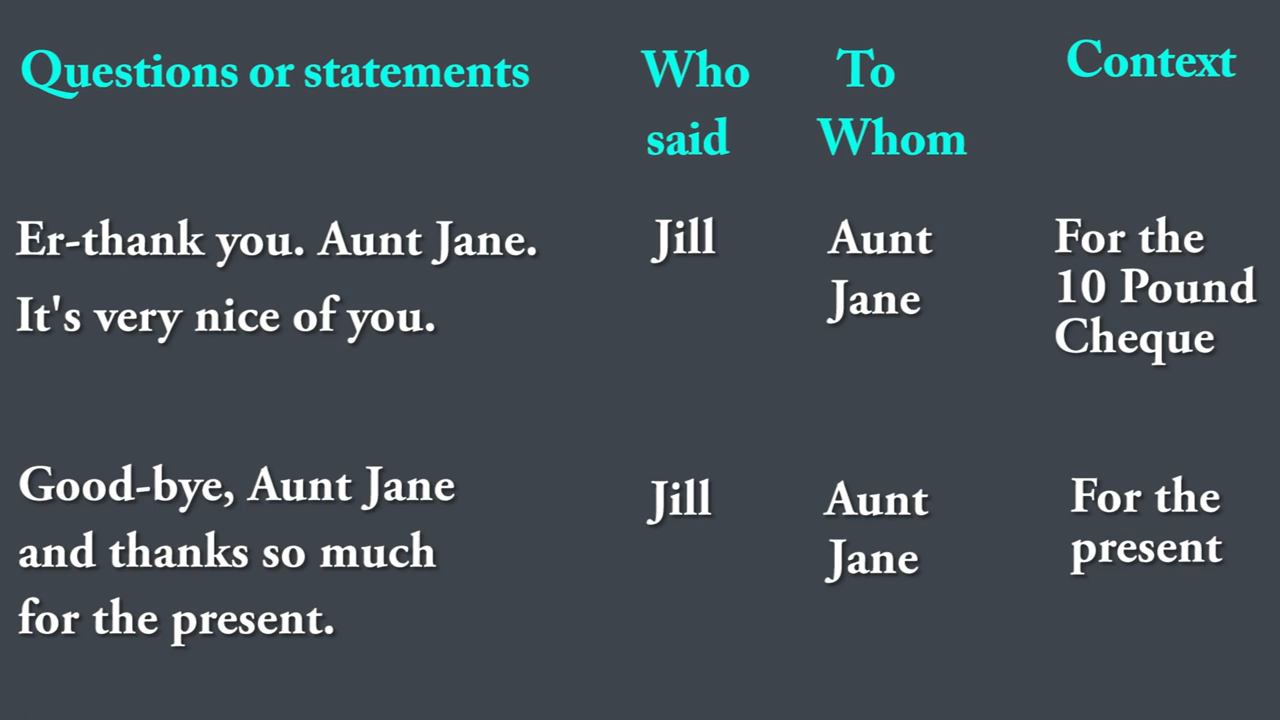 Questions or statements
Who said
To Whom
Context
Er-thank you. Aunt Jane.
It's very nice of you.
Jill
Aunt
Jane
For the
10 Pound
Cheque
Good-bye, Aunt Jane
and thanks so much
for the present.
Jill
Aunt
Jane
For the
present